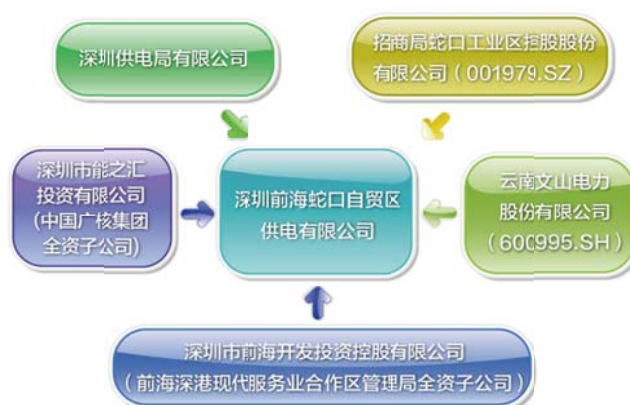 深圳供电局有限公司
招商局蛇口工业区控股股份
有限公司（001979.SZ）
深圳市能之汇
投资有限公司
(中国广核集团
全资子公司)
深圳前海蛇口自贸区
供电有限公司
云南文山电力
股份有限公司
（600995.SH）
深圳市前海开发投资控股有限公司
（前海深港现代服务业合作区管理局全资子公司）